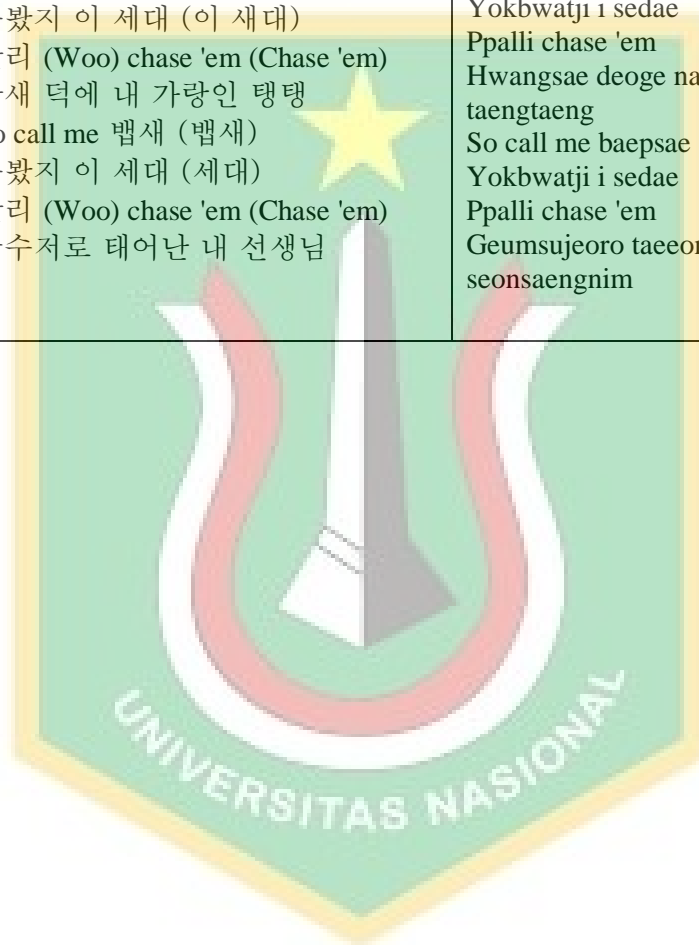 봤지 이 세대 (이 새대)
리 (Woo) chase 'em (Chase 'em)
새 덕에 내 가랑인 탱탱
call me 뱁새 (뱁새)
봤지 이 세대 (세대)
리 (Woo) chase 'em (Chase 'em)
수저로 태어난 내 선생님
Yokbwatji i sedae
Ppalli chase 'em
Hwangsae deoge na
taengtaeng
So call me baepsae
Yokbwatji i sedae
Ppalli chase 'em
Geumsujeoro taeeor
seonsaengnim
UNIVERSITAS NASIONAL